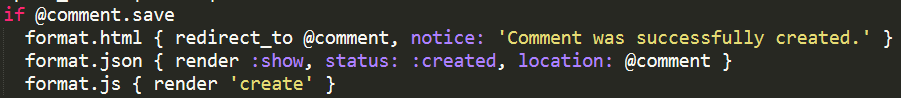 if @comment.save
format.html { redirect_to @comment, notice: 'Comment was successfully created.' }
format.json { render :show, status: :created, location: @comment }
format.js { render 'create' }